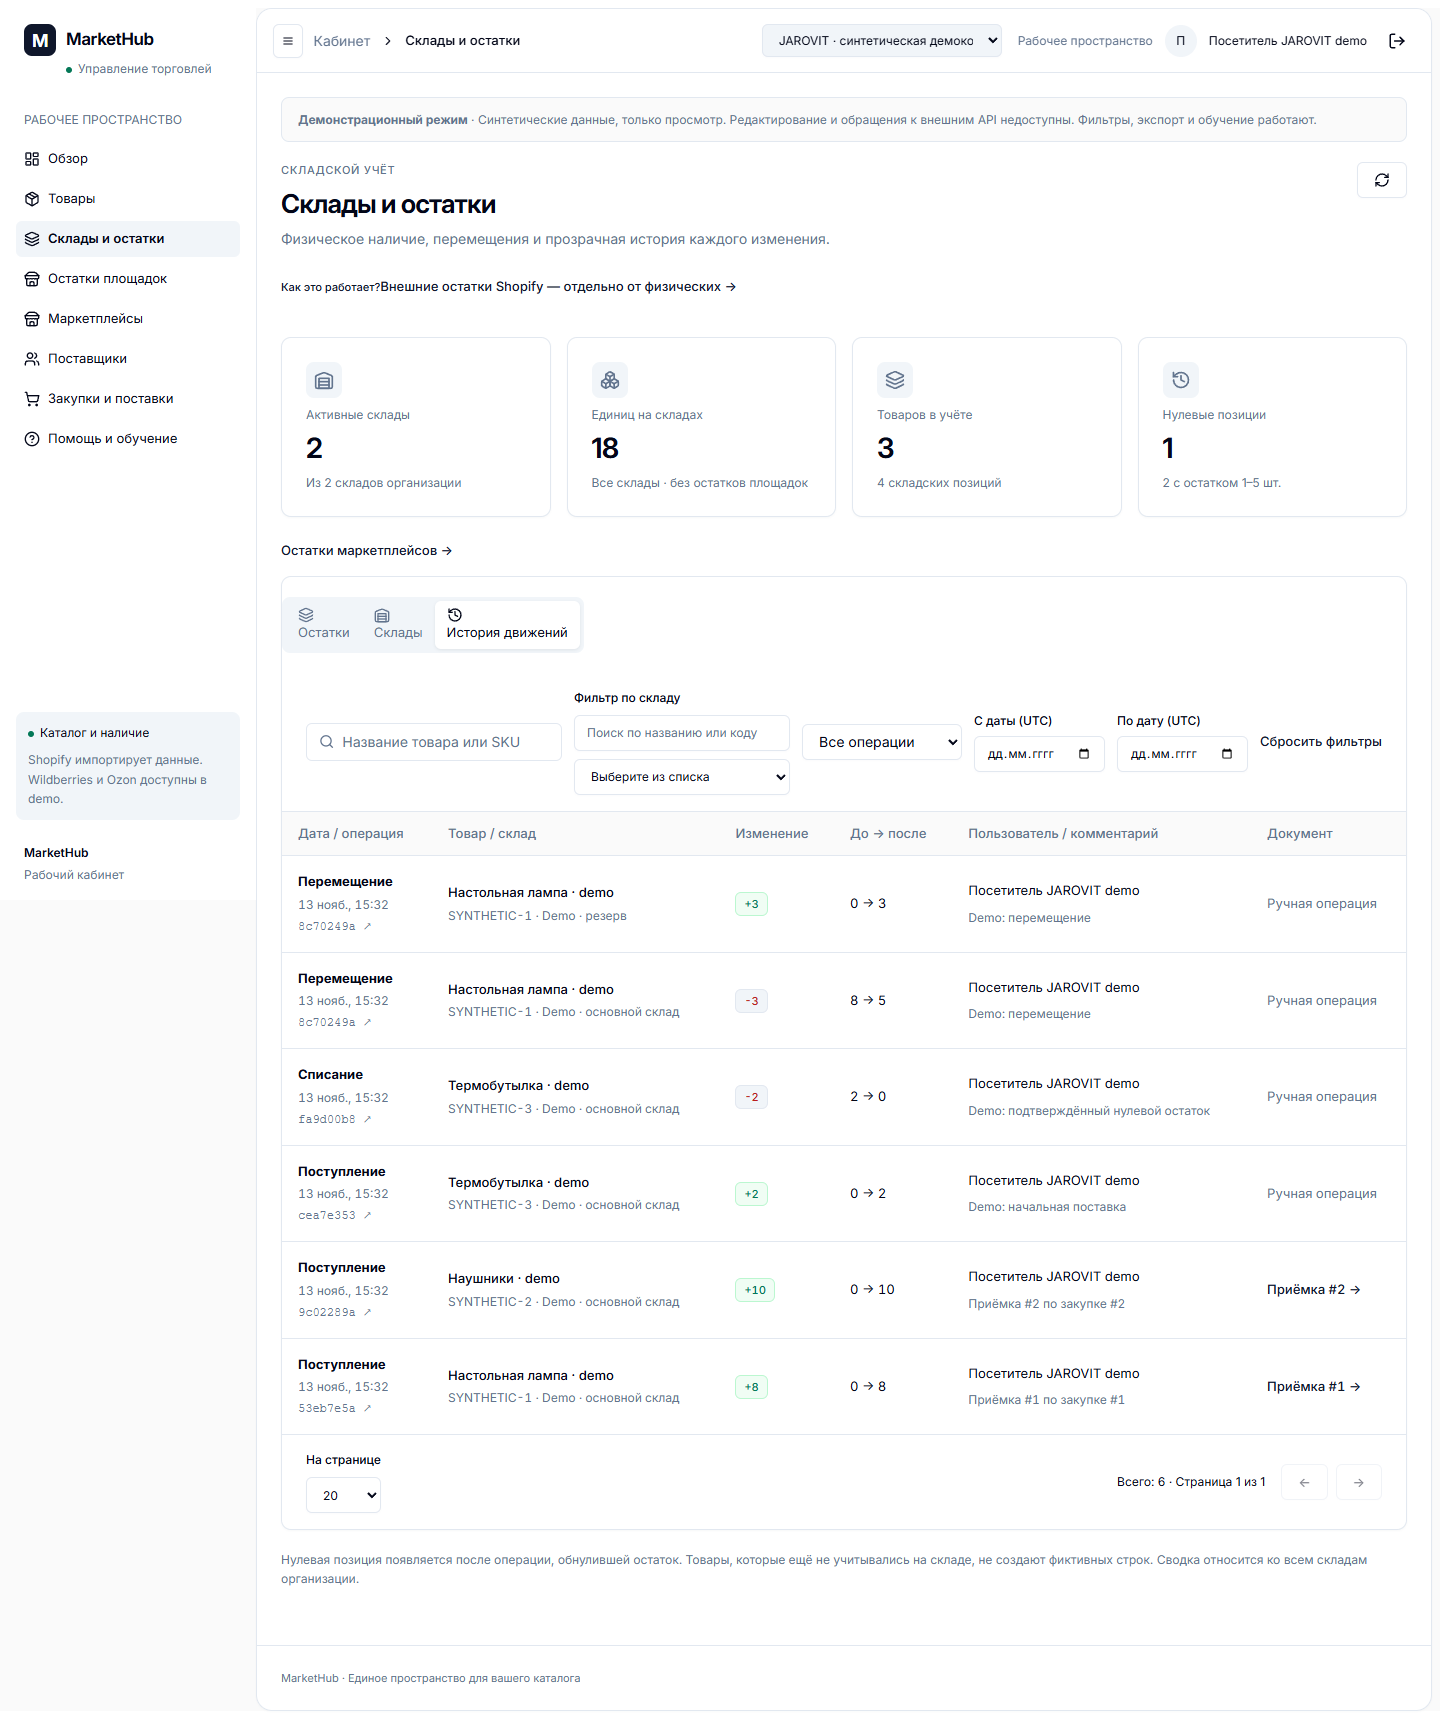 M MarketHub
Управление торговлей
РАБОЧЕЕ ПРОСТРАНСТВО
Обзор
Товары
Склады и остатки
Остатки площадок
Маркетплейсы
Поставщики
Закупки и поставки
Помощь и обучение
Каталог и наличие
Shopify импортирует данные.
Wildberries и Ozon доступны в
demo.
MarketHub
Рабочий кабинет
Кабинет
Склады и остатки
JAROVIT · синтетическая демоко
Рабочее пространство
П
Посетитель JAROVIT demo
Демонстрационный режим · Синтетические данные, только просмотр. Редактирование и обращения к внешним API недоступны. Фильтры, экспорт и обучение работают.
СКЛАДСКОЙ УЧЁТ
Склады и остатки
Физическое наличие, перемещения и прозрачная история каждого изменения.
Как это работает?Внешние остатки Shopify — отдельно от физических →
Активные склады
2
Из 2 складов организации
Единиц на складах
18
Все склады · без остатков площадок
Товаров в учёте
3
4 складских позиций
Нулевые позиции
1
2 с остатком 1–5 шт.
Остатки маркетплейсов →
Остатки
Склады
История движений
Название товара или SKU
Фильтр по складу
Поиск по названию или коду
Выберите из списка
Все операции
С даты (UTC)
дд.мм.гггг
По дату (UTC)
дд.мм.гггг
Сбросить фильтры
Дата / операция Товар / склад Изменение До → после Пользователь / комментарий Документ
Перемещение
13 нояб., 15:32
8c70249a ↗
Настольная лампа · demo
SYNTHETIC-1 · Demo · резерв
+3
0 → 3
Посетитель JAROVIT demo
Demo: перемещение
Ручная операция
Перемещение
13 нояб., 15:32
8c70249a ↗
Настольная лампа · demo
SYNTHETIC-1 · Demo · основной склад
-3
8 → 5
Посетитель JAROVIT demo
Demo: перемещение
Ручная операция
Списание
13 нояб., 15:32
fa9d00b8 ↗
Термобутылка · demo
SYNTHETIC-3 · Demo · основной склад
-2
2 → 0
Посетитель JAROVIT demo
Demo: подтверждённый нулевой остаток
Ручная операция
Поступление
13 нояб., 15:32
cea7e353 ↗
Термобутылка · demo
SYNTHETIC-3 · Demo · основной склад
+2
0 → 2
Посетитель JAROVIT demo
Demo: начальная поставка
Ручная операция
Поступление
13 нояб., 15:32
9c02289a ↗
Наушники · demo
SYNTHETIC-2 · Demo · основной склад
+10
0 → 10
Посетитель JAROVIT demo
Приёмка #2 по закупке #2
Приёмка #2 →
Поступление
13 нояб., 15:32
53eb7e5a ↗
Настольная лампа · demo
SYNTHETIC-1 · Demo · основной склад
+8
0 → 8
Посетитель JAROVIT demo
Приёмка #1 по закупке #1
Приёмка #1 →
На странице
20
Всего: 6 · Страница 1 из 1
←
→
Нулевая позиция появляется после операции, обнулившей остаток. Товары, которые ещё не учитывались на складе, не создают фиктивных строк. Сводка относится ко всем складам
организации.
MarketHub · Единое пространство для вашего каталога